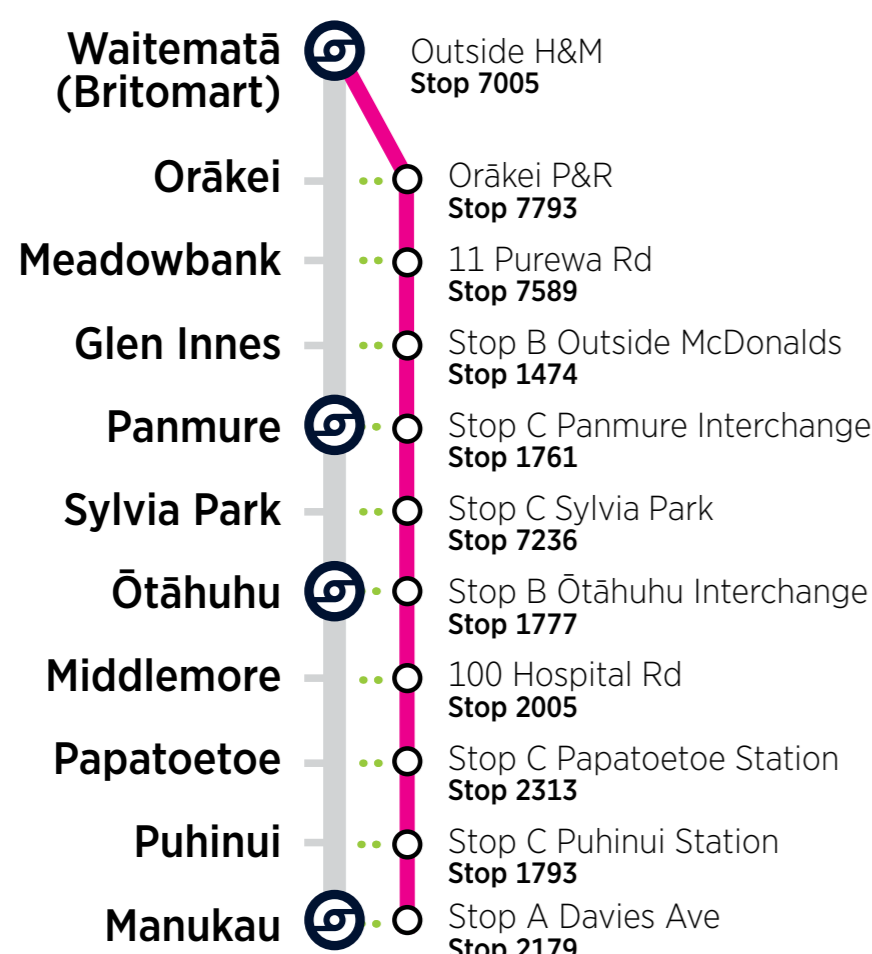 Waitematā
(Britomart)
Outside H&M
Stop 7005
Orākei
Orākei P&R
Stop 7793
Meadowbank
11 Purewa Rd
Stop 7589
Glen Innes
Stop B Outside McDonalds
Stop 1474
Panmure
Stop C Panmure Interchange
Stop 1761
Sylvia Park
Stop C Sylvia Park
Stop 7236
Ōtāhuhu
Stop B Ōtāhuhu Interchange
Stop 1777
Middlemore
100 Hospital Rd
Stop 2005
Papatoetoe
Stop C Papatoetoe Station
Stop 2313
Puhinui
Stop C Puhinui Station
Stop 1793
Manukau
Stop A Davies Ave
Stop 2179